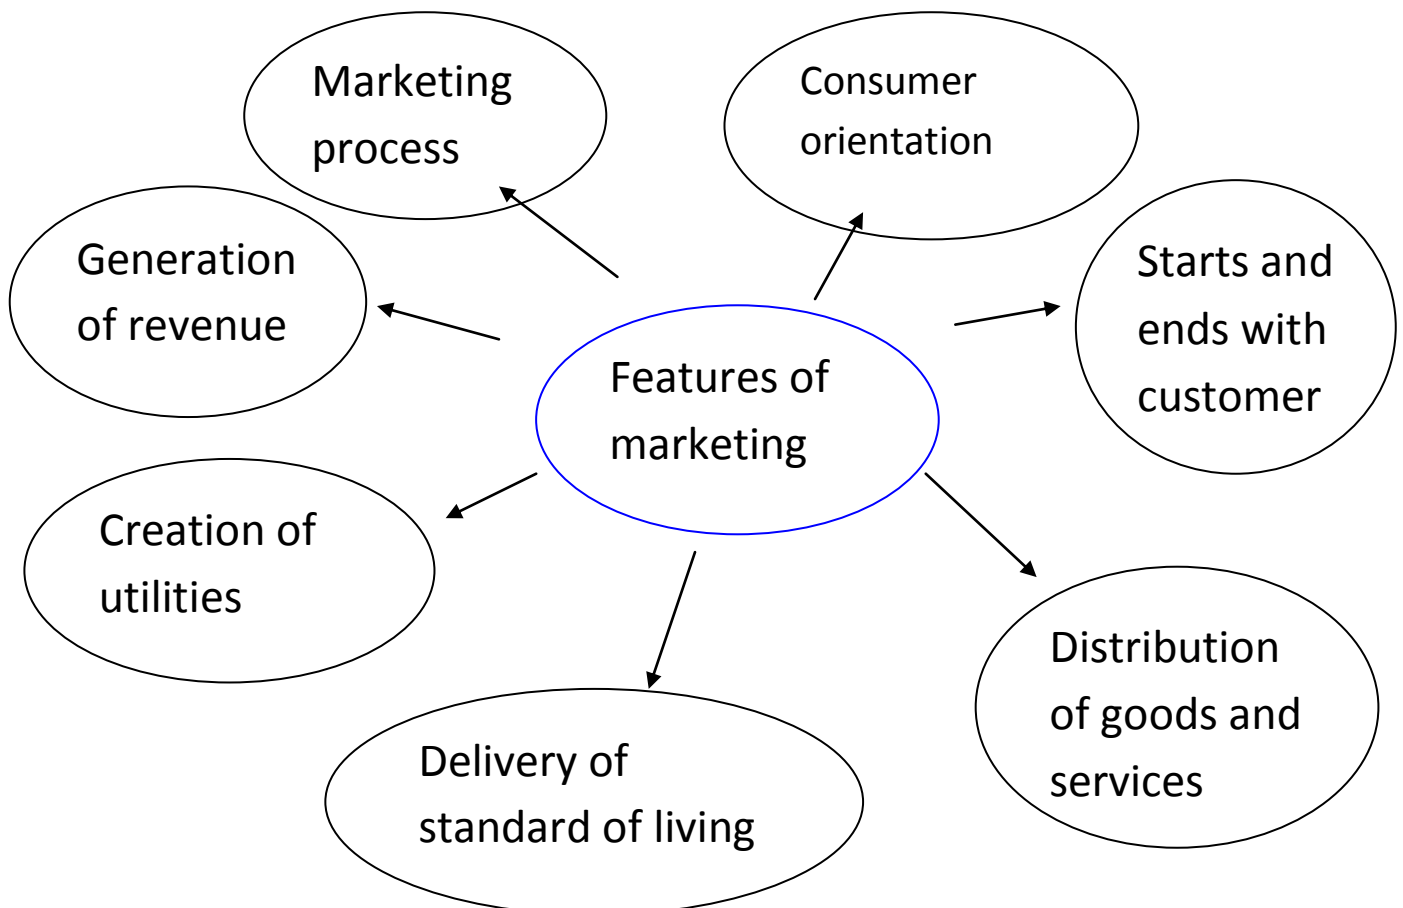 Marketing
process
Consumer
orientation
Generation
of revenue
Starts and
ends with
customer
Features of
marketing
Creation of
utilities
Distribution
of goods and
services
Delivery of
standard of living